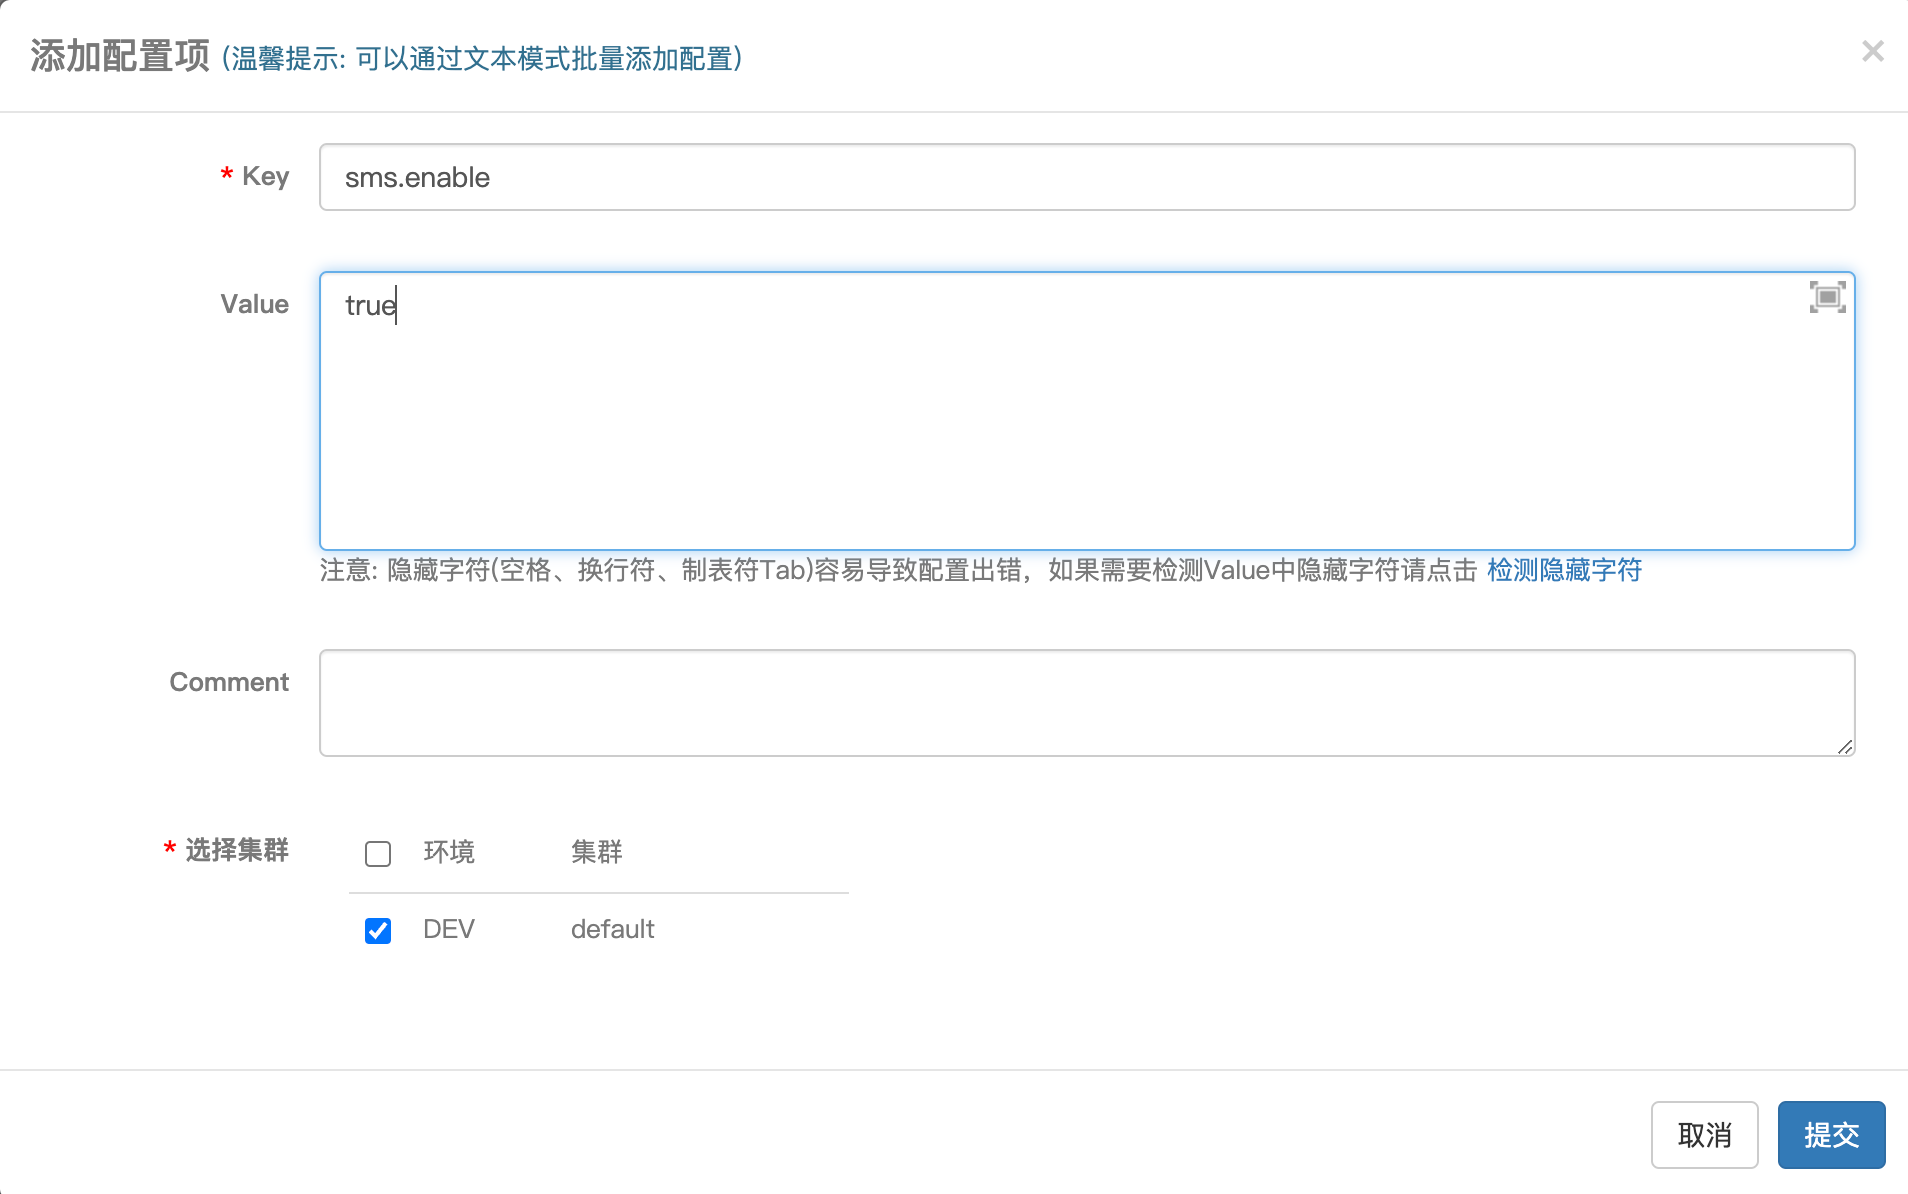 添加配置项 (温馨提示: 可以通过文本模式批量添加配置)
×
* Key
sms.enable
Value
true
注意: 隐藏字符(空格、换行符、制表符Tab)容易导致配置出错，如果需要检测Value中隐藏字符请点击 检测隐藏字符
Comment
* 选择集群
环境 集群
DEV default
取消 提交